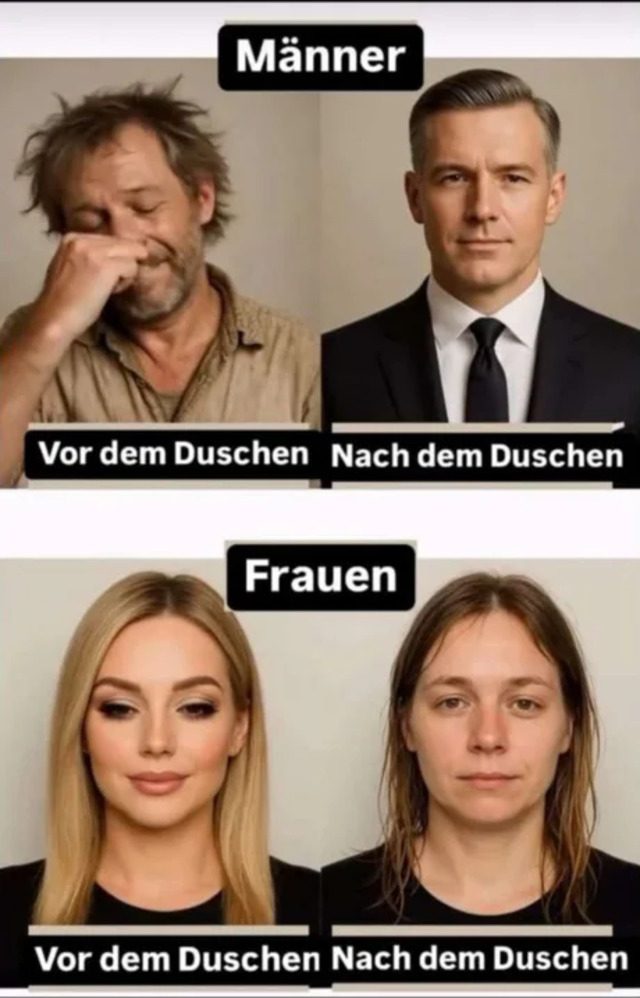 Männer
Vor dem Duschen
Nach dem Duschen
Frauen
Vor dem Duschen
Nach dem Duschen